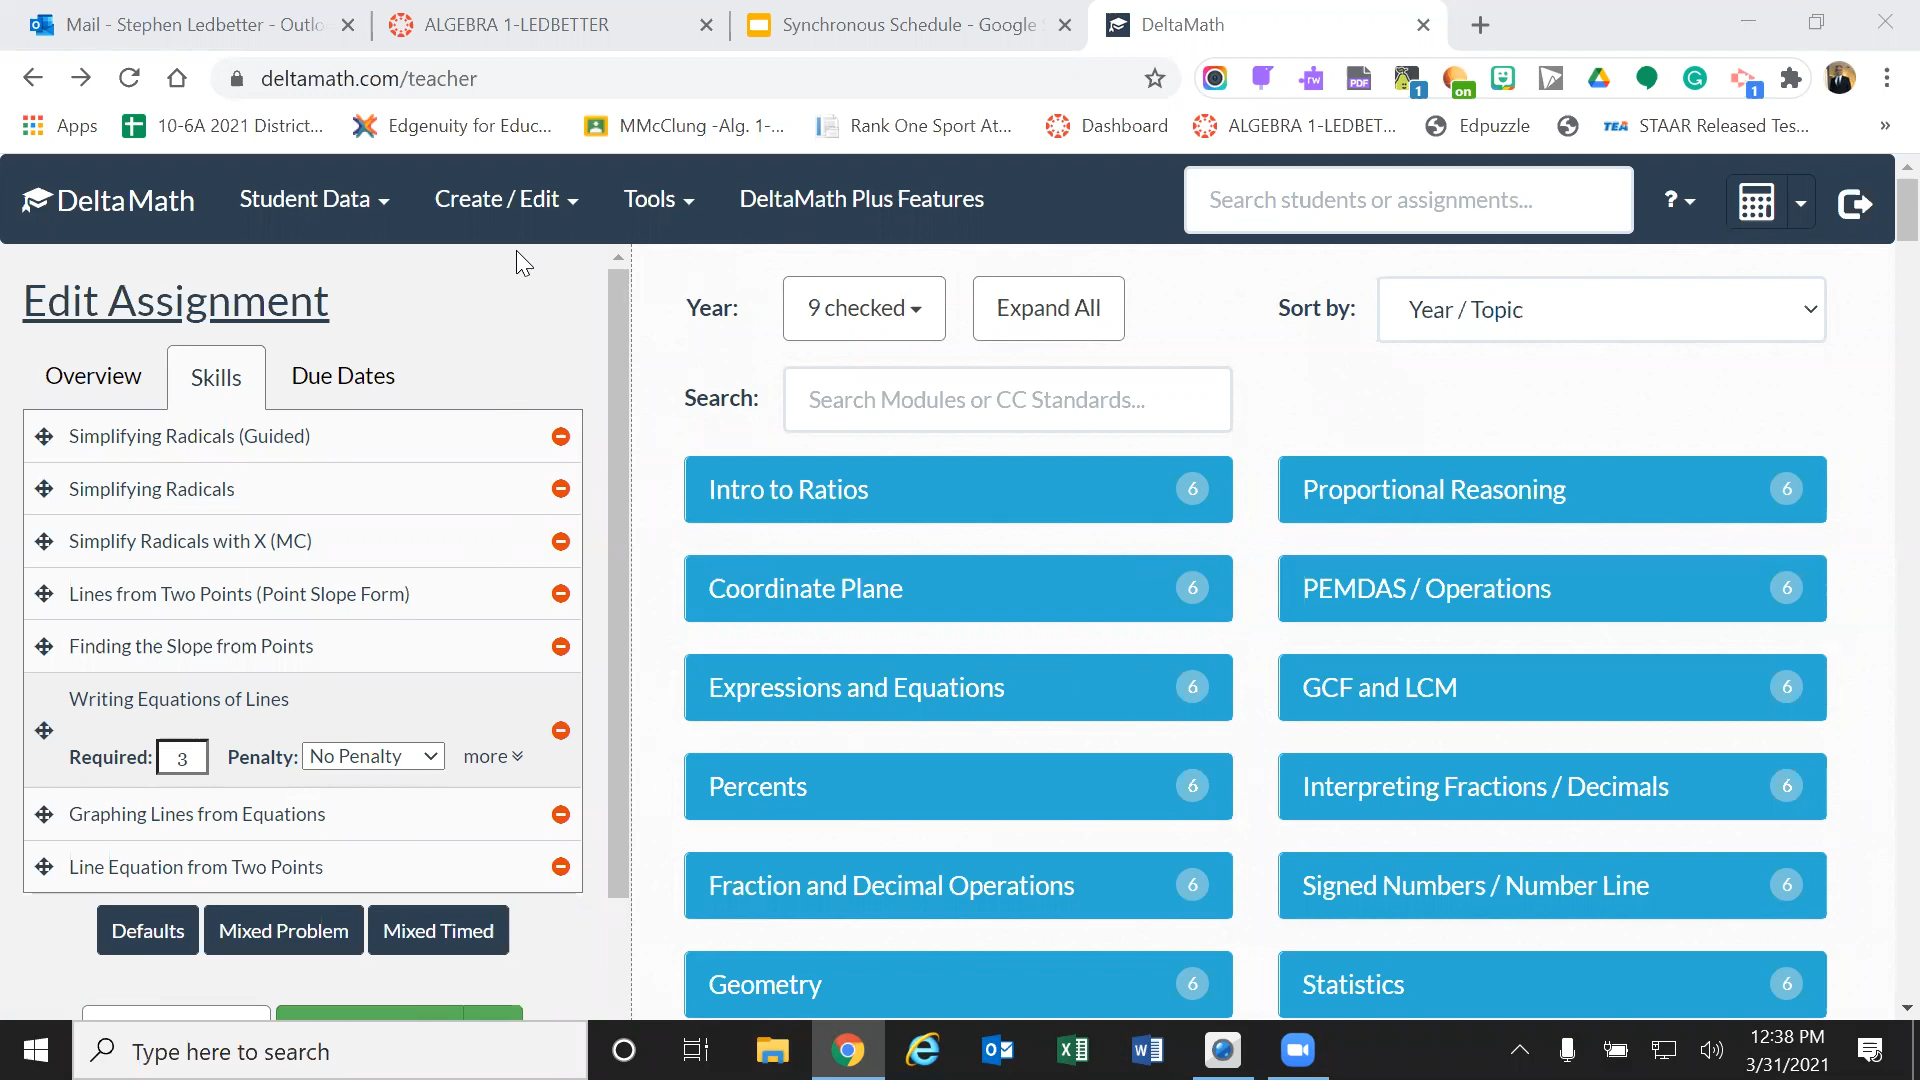 Mail - Stephen Ledbetter - Outlo
ALGEBRA 1-LEDBETTER
Synchronous Schedule - Google S
DeltaMath
deltamath.com/teacher
rw
PDF
1
on
1
Apps
10-6A 2021 District...
Edgenuity for Educ...
MMcClung -Alg. 1-...
Rank One Sport At...
Dashboard
ALGEBRA 1-LEDBET...
Edpuzzle
TEA
STAAR Released Tes...
»
DeltaMath
Student Data
Create / Edit
Tools
DeltaMath Plus Features
Search students or assignments...
?
Edit Assignment
Overview
Skills
Due Dates
Simplifying Radicals (Guided)
Simplifying Radicals
Simplify Radicals with X (MC)
Lines from Two Points (Point Slope Form)
Finding the Slope from Points
Writing Equations of Lines
Required: 3 Penalty: No Penalty more
Graphing Lines from Equations
Line Equation from Two Points
Defaults
Mixed Problem
Mixed Timed
Year: 9 checked
Expand All
Sort by: Year / Topic
Search: Search Modules or CC Standards...
Intro to Ratios 6
Proportional Reasoning 6
Coordinate Plane 6
PEMDAS / Operations 6
Expressions and Equations 6
GCF and LCM 6
Percents 6
Interpreting Fractions / Decimals 6
Fraction and Decimal Operations 6
Signed Numbers / Number Line 6
Geometry 6
Statistics 6
Type here to search
12:38 PM
3/31/2021